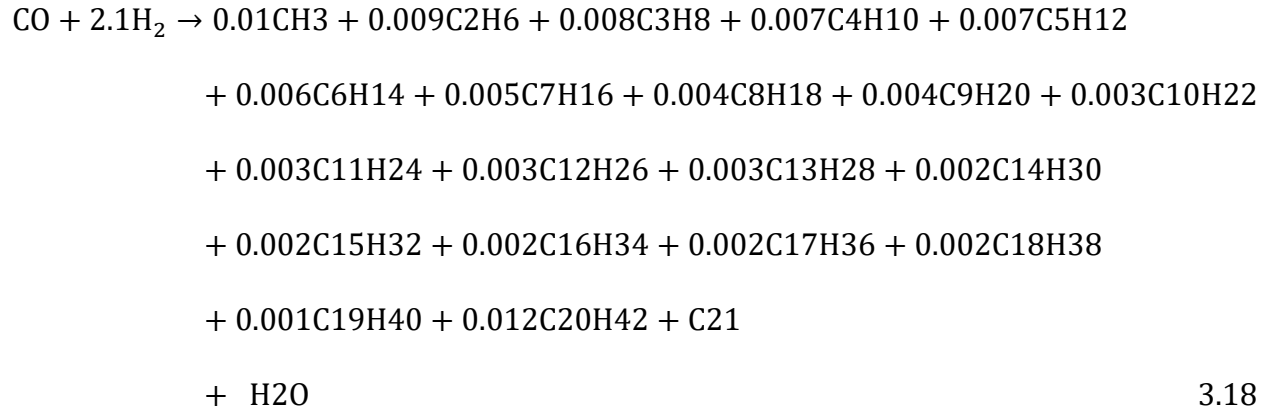 CO + 2.1H₂ → 0.01CH3 + 0.009C2H6 + 0.008C3H8 + 0.007C4H10 + 0.007C5H12
+ 0.006C6H14 + 0.005C7H16 + 0.004C8H18 + 0.004C9H20 + 0.003C10H22
+ 0.003C11H24 + 0.003C12H26 + 0.003C13H28 + 0.002C14H30
+ 0.002C15H32 + 0.002C16H34 + 0.002C17H36 + 0.002C18H38
+ 0.001C19H40 + 0.012C20H42 + C21
+ H2O 3.18